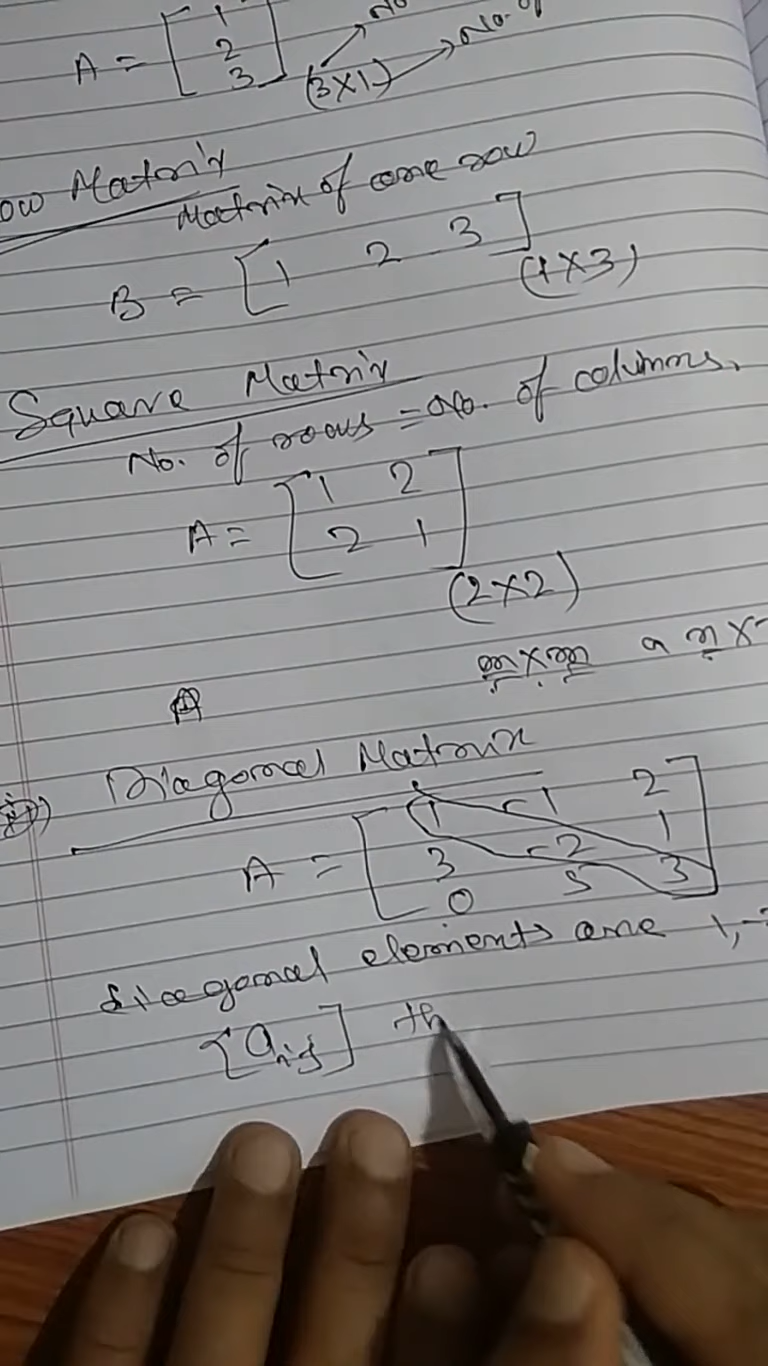 A = [ 1
2
3 ] (3×1) → No
→ No. of
ow Matrix
Matrix of one row
B = [ 1 2 3 ] (1×3)
Square Matrix
No. of rows = No. of columns.
A = [ 1 2
2 1 ] (2×2)
m×m n×
A
Diagonal Matrix
A = [ 1 -1 2
3 -2 1
0 5 3 ]
diagonal elements are 1, -2
[aij] th